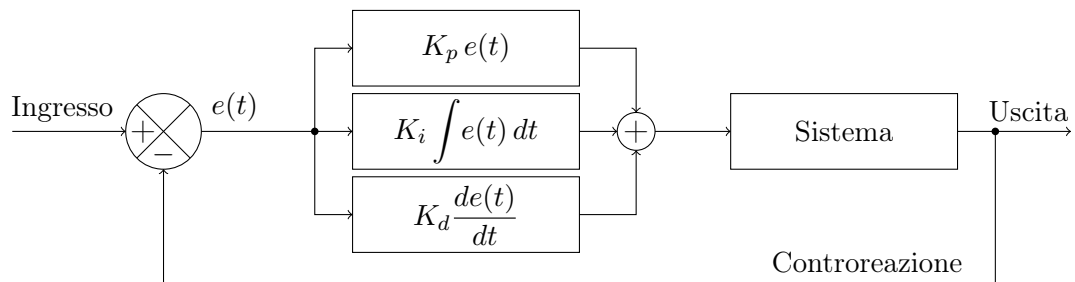 K_p e(t)
Ingresso
e(t)
Uscita
+
−
K_i ∫ e(t) dt
+
Sistema
K_d de(t)/dt
Controreazione